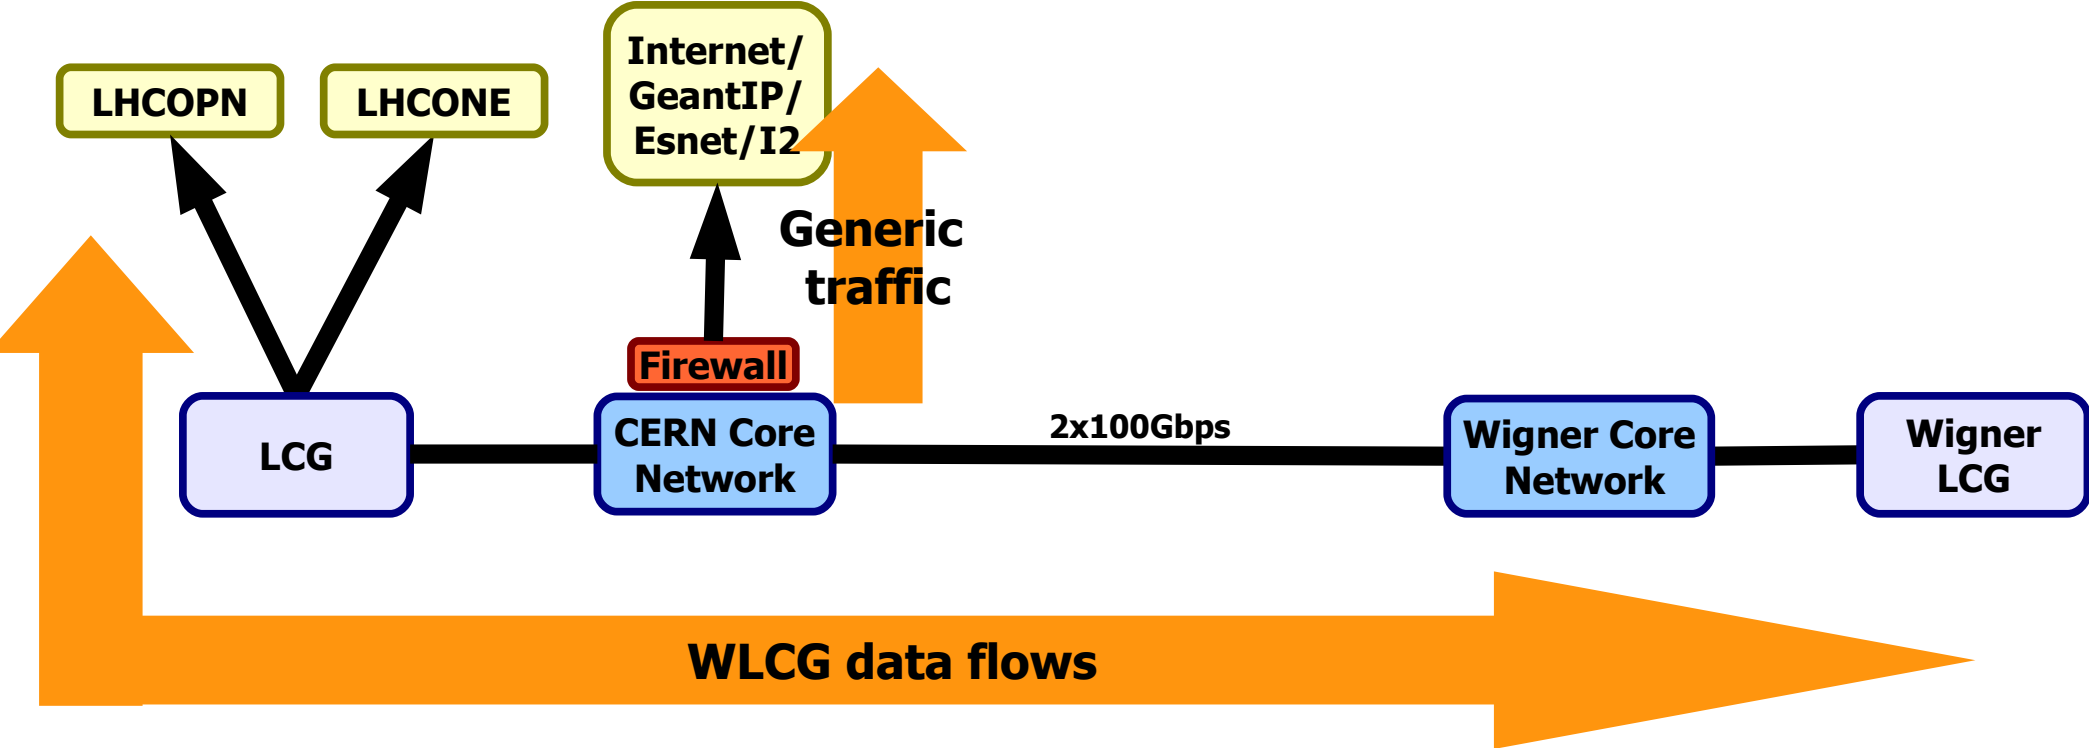 LHCOPN
LHCONE
Internet/
GeantIP/
Esnet/I2
Generic
traffic
Firewall
LCG
CERN Core
Network
2x100Gbps
Wigner Core
Network
Wigner
LCG
WLCG data flows